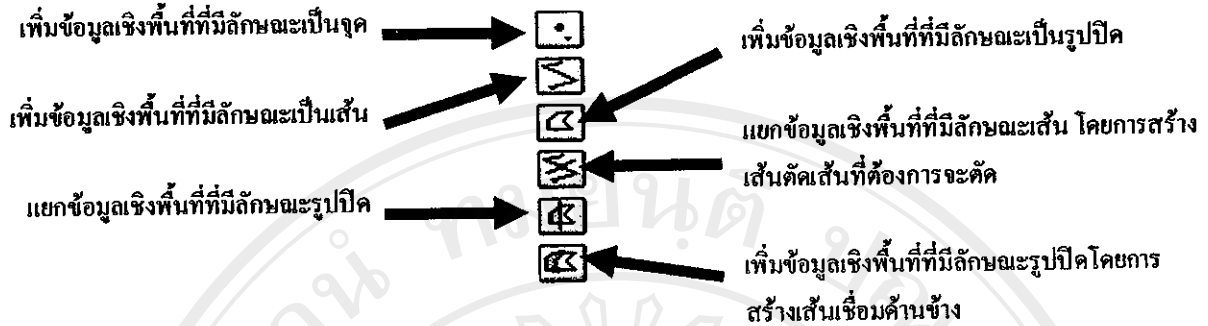 เพิ่มข้อมูลเชิงพื้นที่ที่มีลักษณะเป็นจุด
เพิ่มข้อมูลเชิงพื้นที่ที่มีลักษณะเป็นรูปปิด
เพิ่มข้อมูลเชิงพื้นที่ที่มีลักษณะเป็นเส้น
แยกข้อมูลเชิงพื้นที่ที่มีลักษณะเส้น โดยการสร้าง
เส้นตัดเส้นที่ต้องการจะตัด
แยกข้อมูลเชิงพื้นที่ที่มีลักษณะรูปปิด
เพิ่มข้อมูลเชิงพื้นที่ที่มีลักษณะรูปปิดโดยการ
สร้างเส้นเชื่อมด้านข้าง